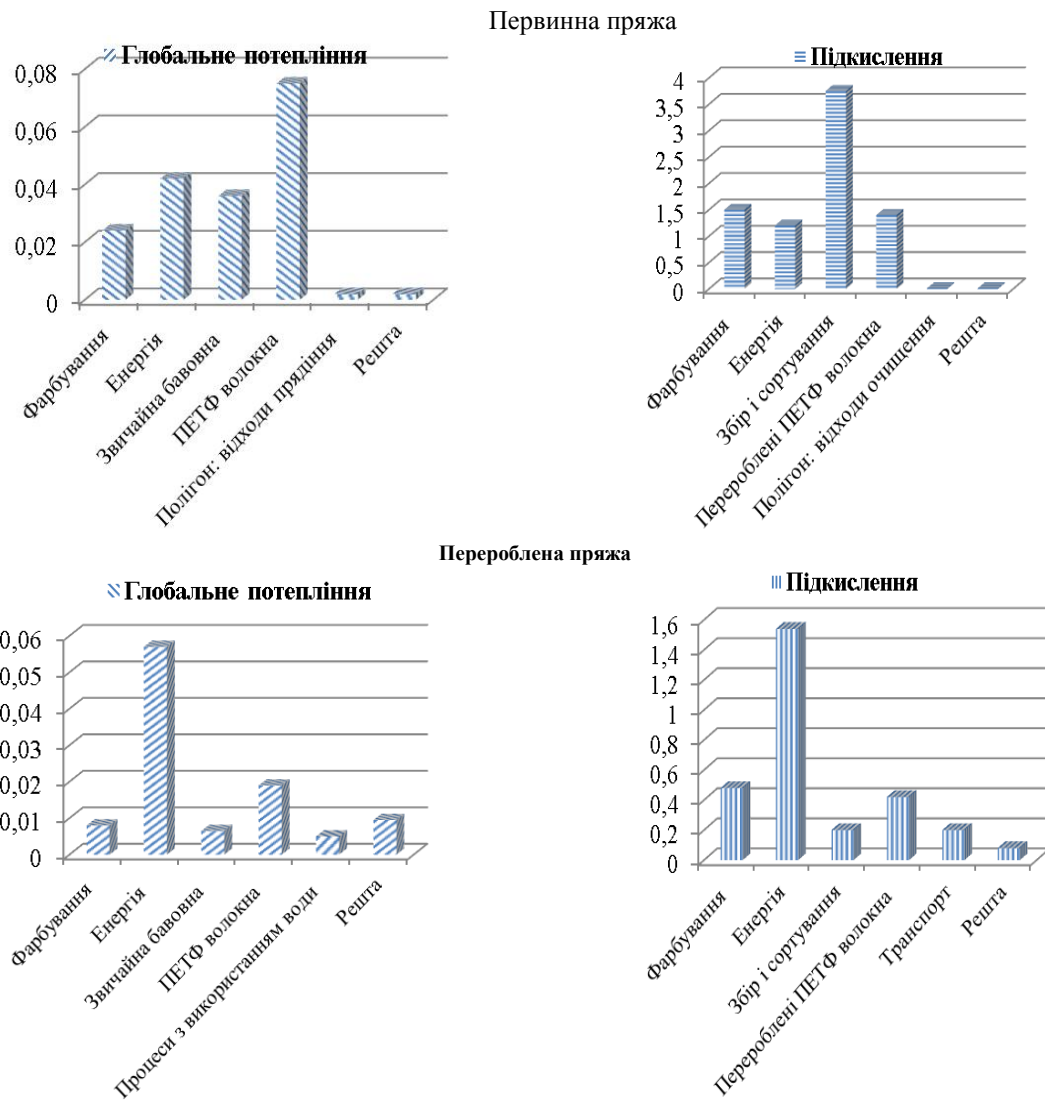 Первинна пряжа
Глобальне потепління
0,08
0,06
0,04
0,02
0
Фарбування
Енергія
Звичайна бавовна
ПЕТФ волокна
Полігон: відходи прядіння
Решта
Підкислення
4
3,5
3
2,5
2
1,5
1
0,5
0
Фарбування
Енергія
Збір і сортування
Перероблені ПЕТФ волокна
Полігон: відходи очищення
Решта
Перероблена пряжа
Глобальне потепління
0,06
0,05
0,04
0,03
0,02
0,01
0
Фарбування
Енергія
Звичайна бавовна
ПЕТФ волокна
Процеси з використанням води
Решта
Підкислення
1,6
1,4
1,2
1
0,8
0,6
0,4
0,2
0
Фарбування
Енергія
Збір і сортування
Перероблені ПЕТФ волокна
Транспорт
Решта